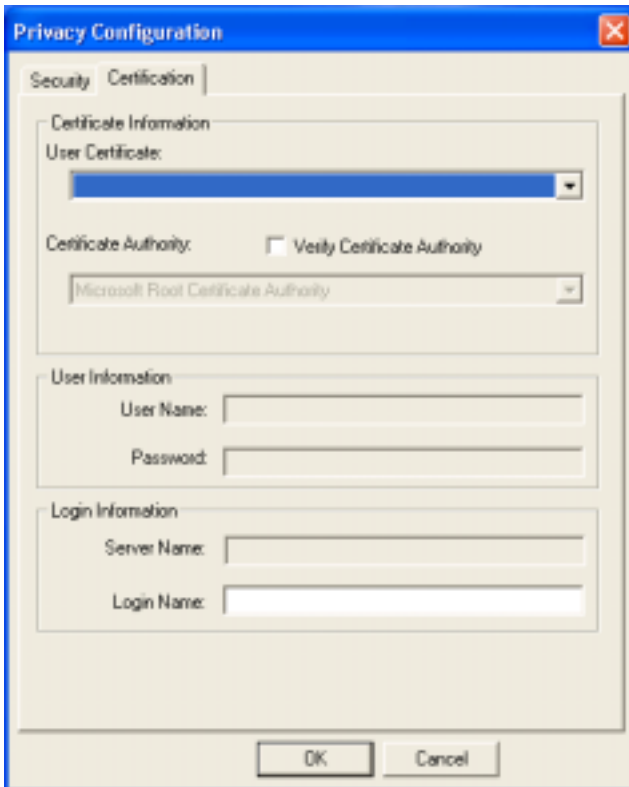 Privacy Configuration
Security Certification
Certificate Information
User Certificate:
Certificate Authority: Verify Certificate Authority
Microsoft Root Certificate Authority
User Information
User Name:
Password:
Login Information
Server Name:
Login Name:
OK Cancel